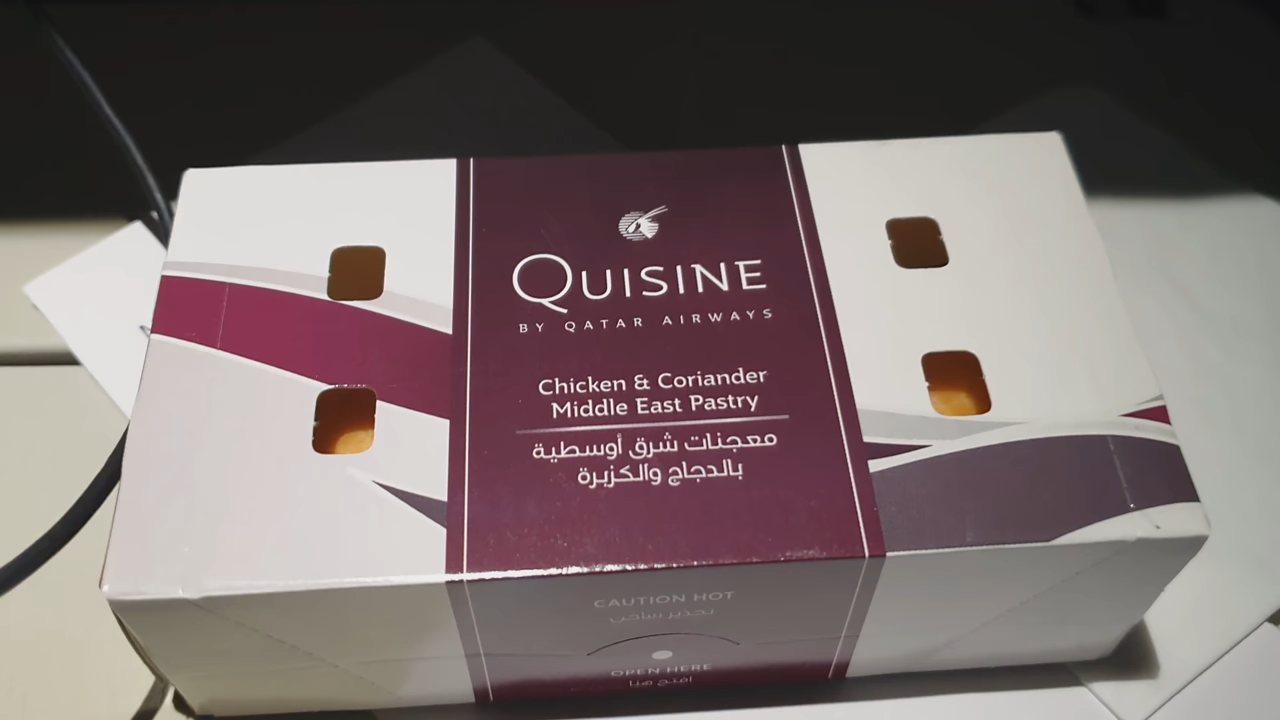 QUISINE
BY QATAR AIRWAYS
Chicken & Coriander
Middle East Pastry
معجنات شرق أوسطية
بالدجاج والكزبرة
CAUTION HOT
تحذير ساخن
OPEN HERE
افتح هنا